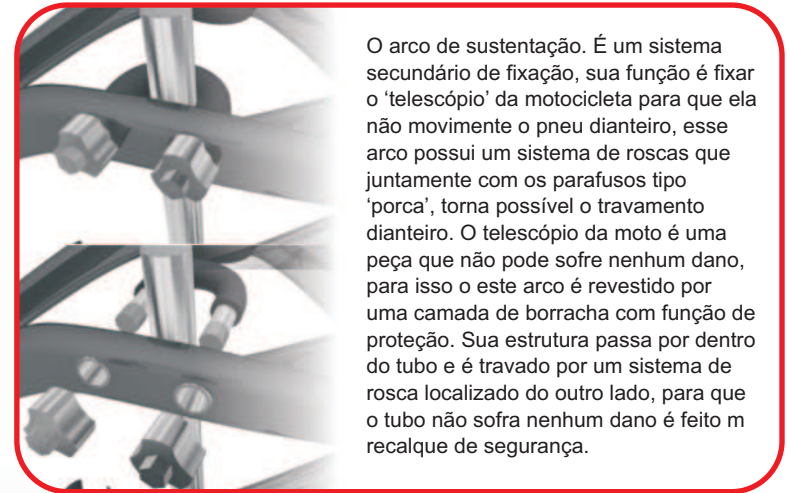 O arco de sustentação. É um sistema
secundário de fixação, sua função é fixar
o ‘telescópio’ da motocicleta para que ela
não movimente o pneu dianteiro, esse
arco possui um sistema de roscas que
juntamente com os parafusos tipo
‘porca’, torna possível o travamento
dianteiro. O telescópio da moto é uma
peça que não pode sofre nenhum dano,
para isso o este arco é revestido por
uma camada de borracha com função de
proteção. Sua estrutura passa por dentro
do tubo e é travado por um sistema de
rosca localizado do outro lado, para que
o tubo não sofra nenhum dano é feito m
recalque de segurança.